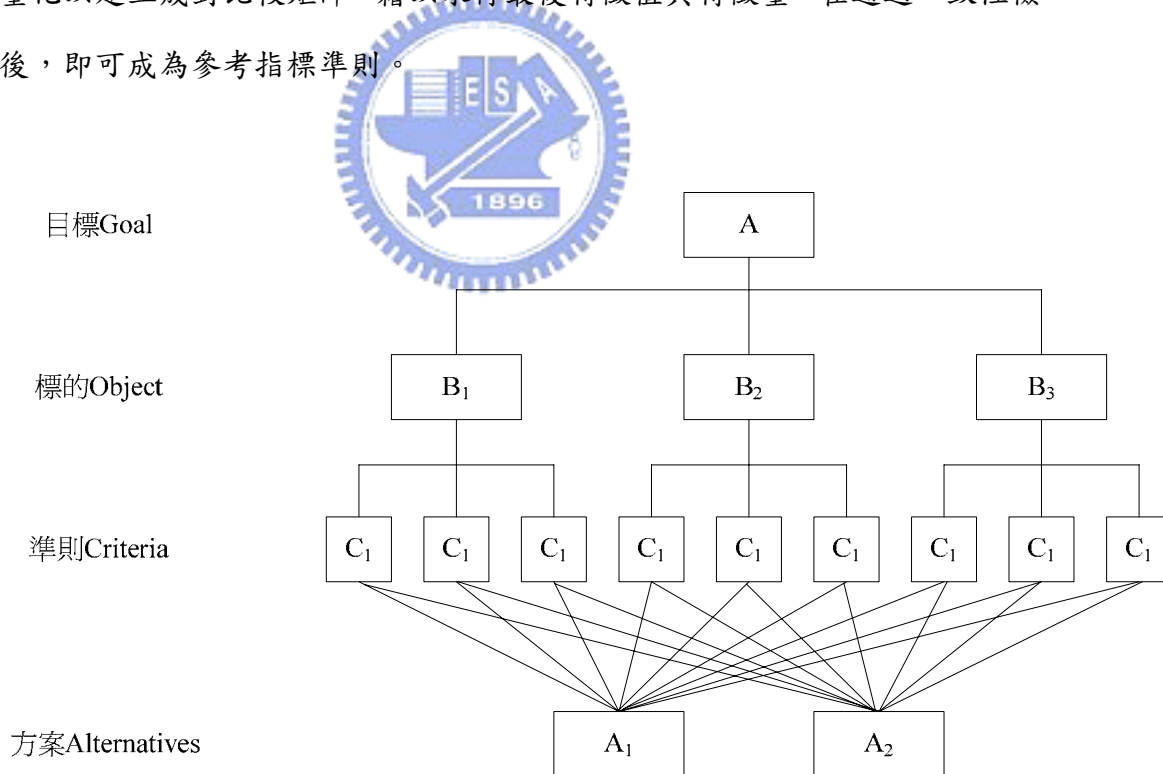 後，即可成為參考指標準則。
E S A
1896
目標Goal
A
標的Object
B₁ B₂ B₃
準則Criteria
C₁ C₁ C₁ C₁ C₁ C₁ C₁ C₁ C₁
方案Alternatives
A₁ A₂